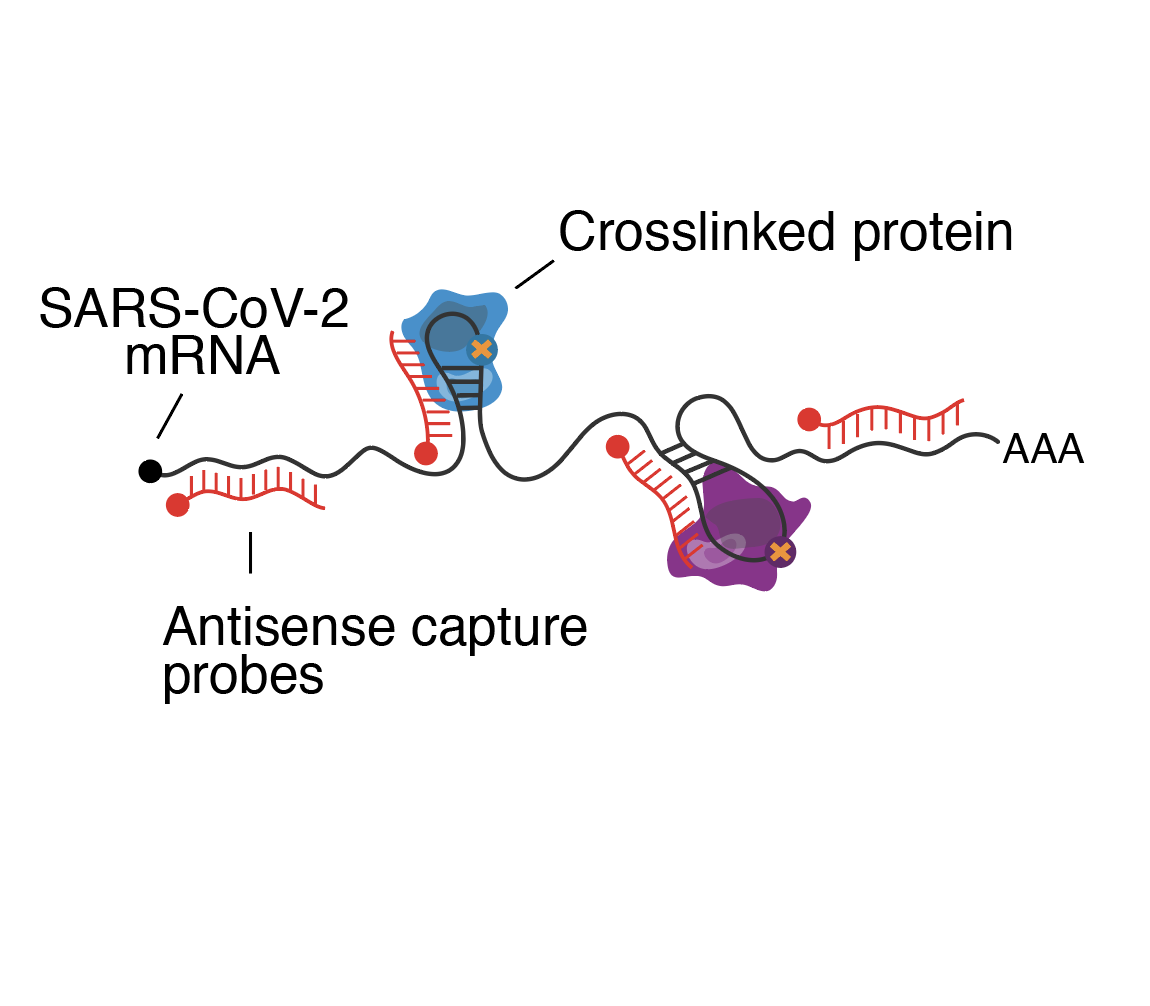 Crosslinked protein
SARS-CoV-2
mRNA
AAA
Antisense capture
probes